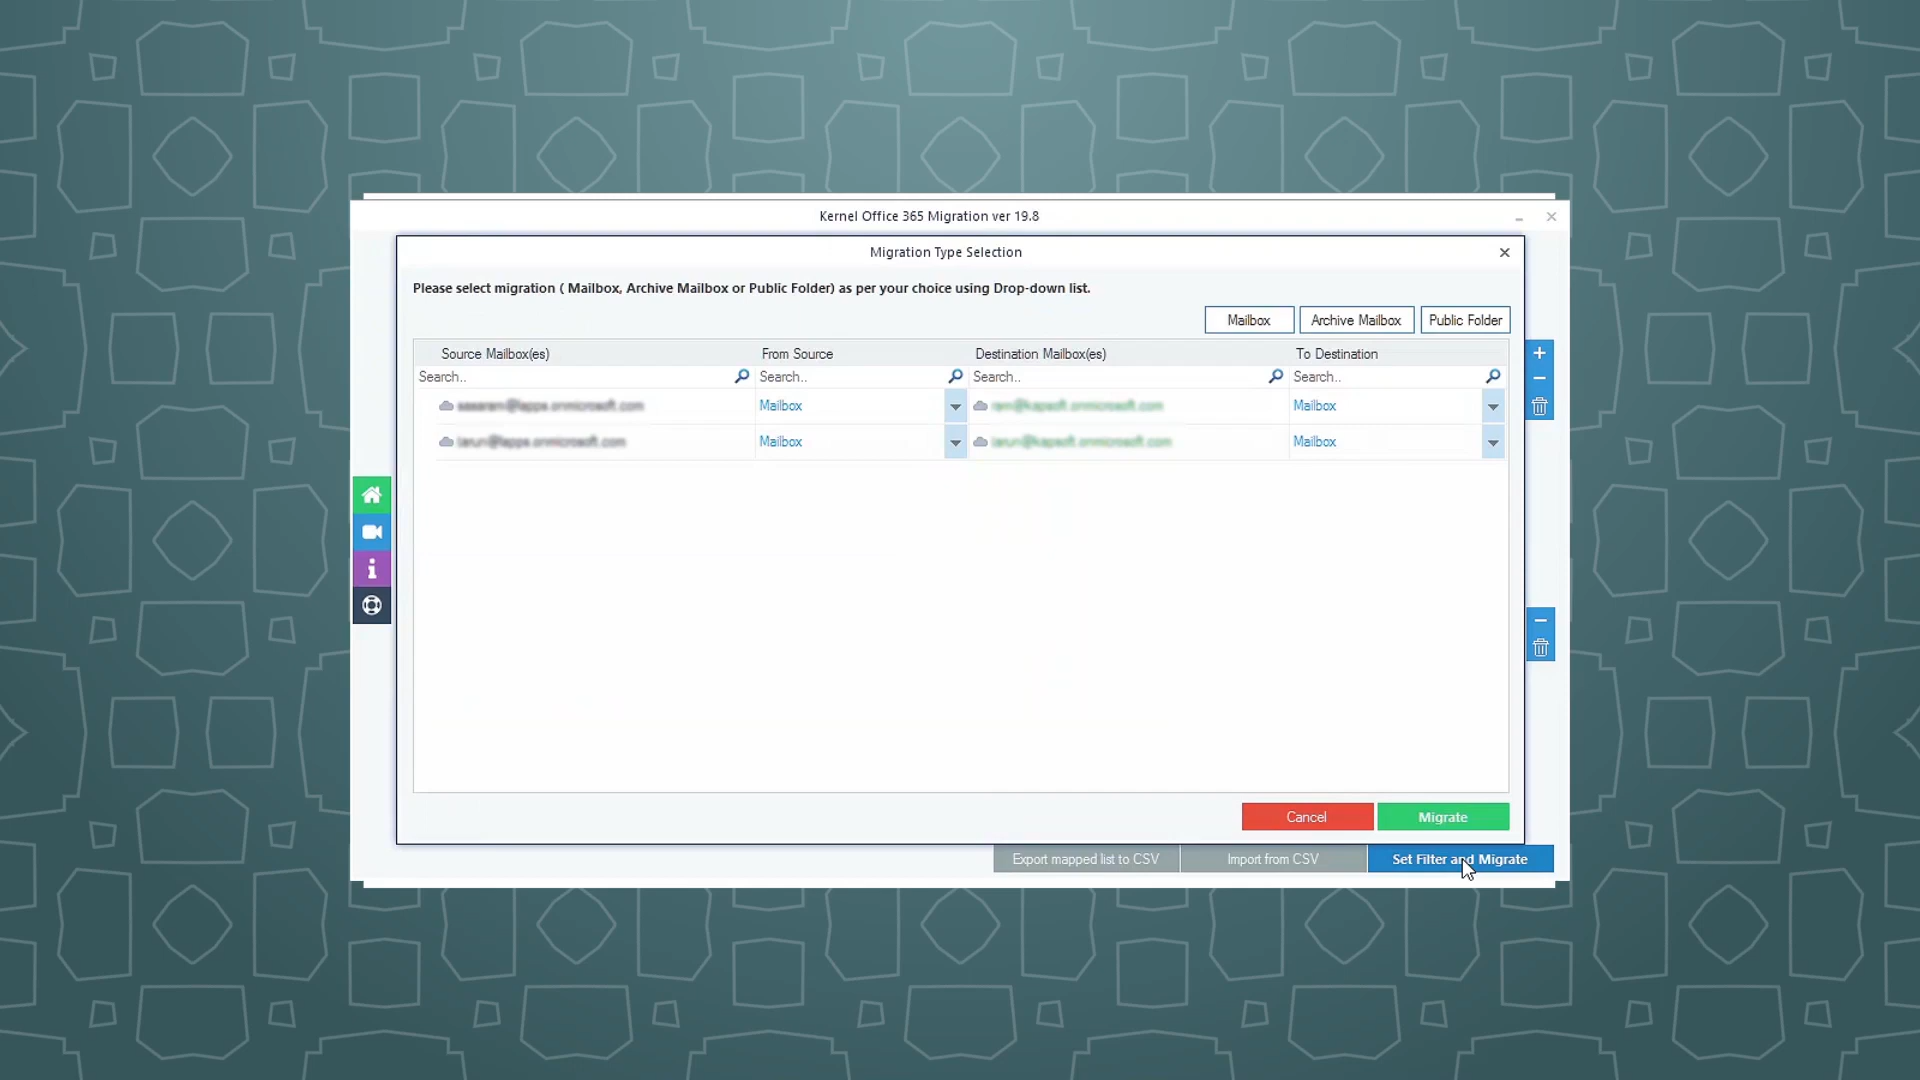 Kernel Office 365 Migration ver 19.8
Migration Type Selection
Please select migration ( Mailbox, Archive Mailbox or Public Folder) as per your choice using Drop-down list.
Mailbox Archive Mailbox Public Folder
Source Mailbox(es) From Source Destination Mailbox(es) To Destination
Search.. Search.. Search.. Search..
Mailbox Mailbox
Mailbox Mailbox
Cancel Migrate
Export mapped list to CSV Import from CSV Set Filter and Migrate